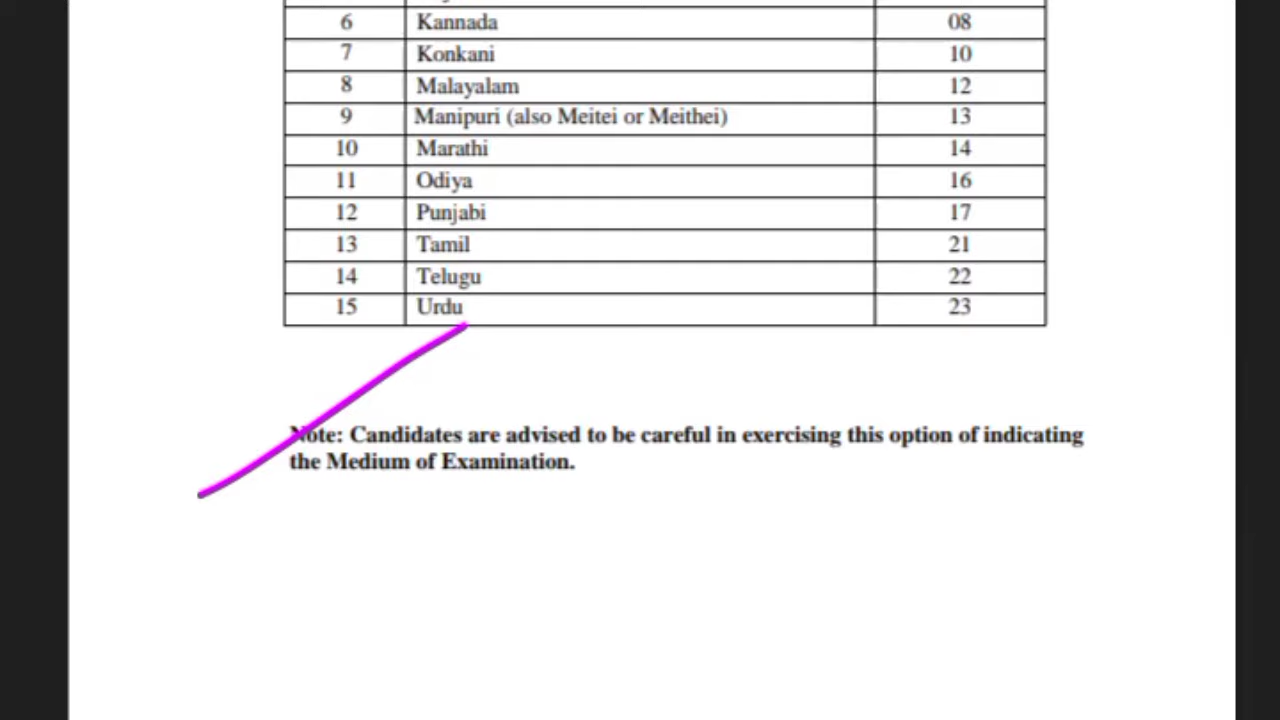 6 Kannada 08
7 Konkani 10
8 Malayalam 12
9 Manipuri (also Meitei or Meithei) 13
10 Marathi 14
11 Odiya 16
12 Punjabi 17
13 Tamil 21
14 Telugu 22
15 Urdu 23
Note: Candidates are advised to be careful in exercising this option of indicating
the Medium of Examination.